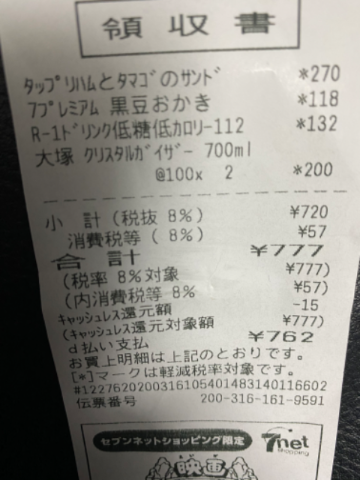 領収書
タップリハムとタマゴのサンド *270
7プレミアム 黒豆おかき *118
R-1ドリンク低糖低カロリー112 *132
大塚 クリスタルガイザー 700ml
@100x 2 *200
小 計(税抜 8%) ¥720
消費税等( 8%) ¥57
合 計 ¥777
(税率 8%対象 ¥777)
(内消費税等 8% ¥57)
キャッシュレス還元額 -15
(キャッシュレス還元対象額 ¥777)
d払い支払 ¥762
お買上明細は上記のとおりです。
[*]マークは軽減税率対象です。
#122762020031610540148314011660​2
伝票番号 200-316-161-9591
セブンネットショッピング限定
7net
shopping
映画